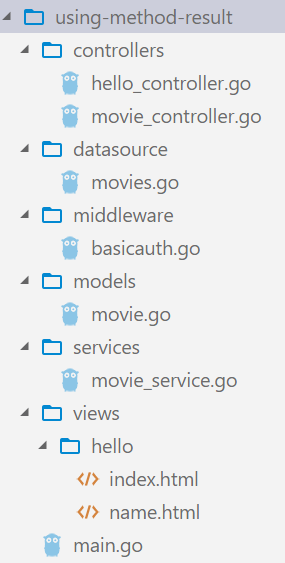 using-method-result
controllers
hello_controller.go
movie_controller.go
datasource
movies.go
middleware
basicauth.go
models
movie.go
services
movie_service.go
views
hello
index.html
name.html
main.go